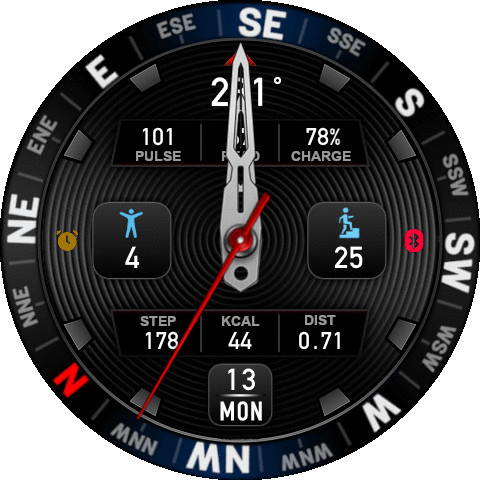 SE
ESE
SSE
E
S
ENE
SSW
NE
SW
NNE
WSW
N
W
NNW
WNW
NW
°
101
PULSE
78%
CHARGE
4
25
STEP
178
KCAL
44
DIST
0.71
13
MON